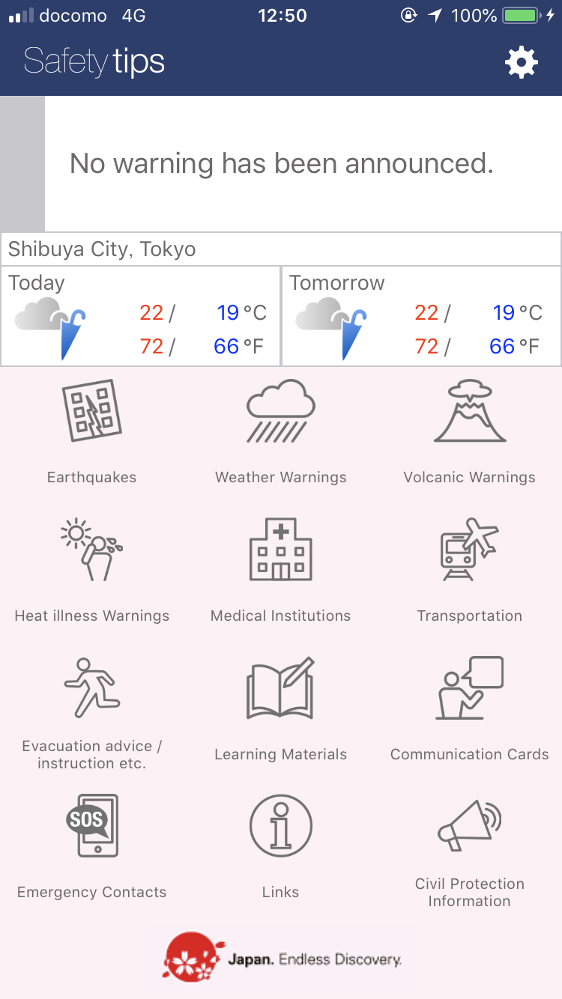 docomo 4G 12:50 100%
Safety tips
No warning has been announced.
Shibuya City, Tokyo
Today Tomorrow
22 / 19 °C 22 / 19 °C
72 / 66 °F 72 / 66 °F
Earthquakes Weather Warnings Volcanic Warnings
Heat illness Warnings Medical Institutions Transportation
Evacuation advice /
instruction etc.
Learning Materials Communication Cards
SOS
Emergency Contacts Links
Civil Protection
Information
Japan. Endless Discovery.